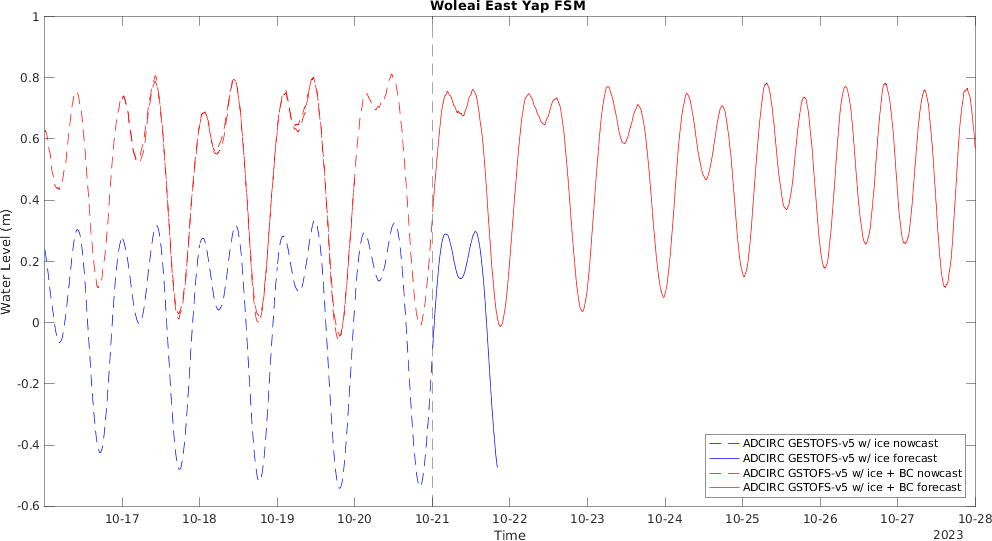 Woleai East Yap FSM
1
0.8
0.6
0.4
0.2
0
-0.2
-0.4
-0.6
Water Level (m)
ADCIRC GESTOFS-v5 w/ ice nowcast
ADCIRC GESTOFS-v5 w/ ice forecast
ADCIRC GSTOFS-v5 w/ ice + BC nowcast
ADCIRC GSTOFS-v5 w/ ice + BC forecast
10-17 10-18 10-19 10-20 10-21 10-22 10-23 10-24 10-25 10-26 10-27 10-28
Time
2023